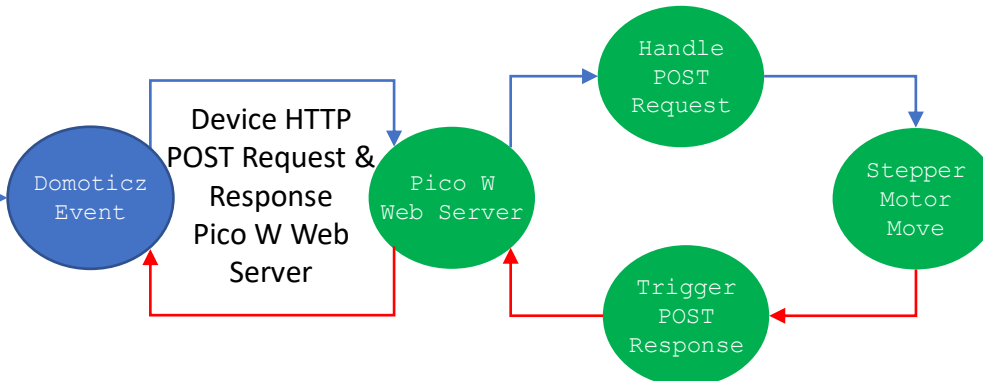 Domoticz
Event
Device HTTP
POST Request &
Response
Pico W Web
Server
Pico W
Web Server
Handle
POST
Request
Stepper
Motor
Move
Trigger
POST
Response